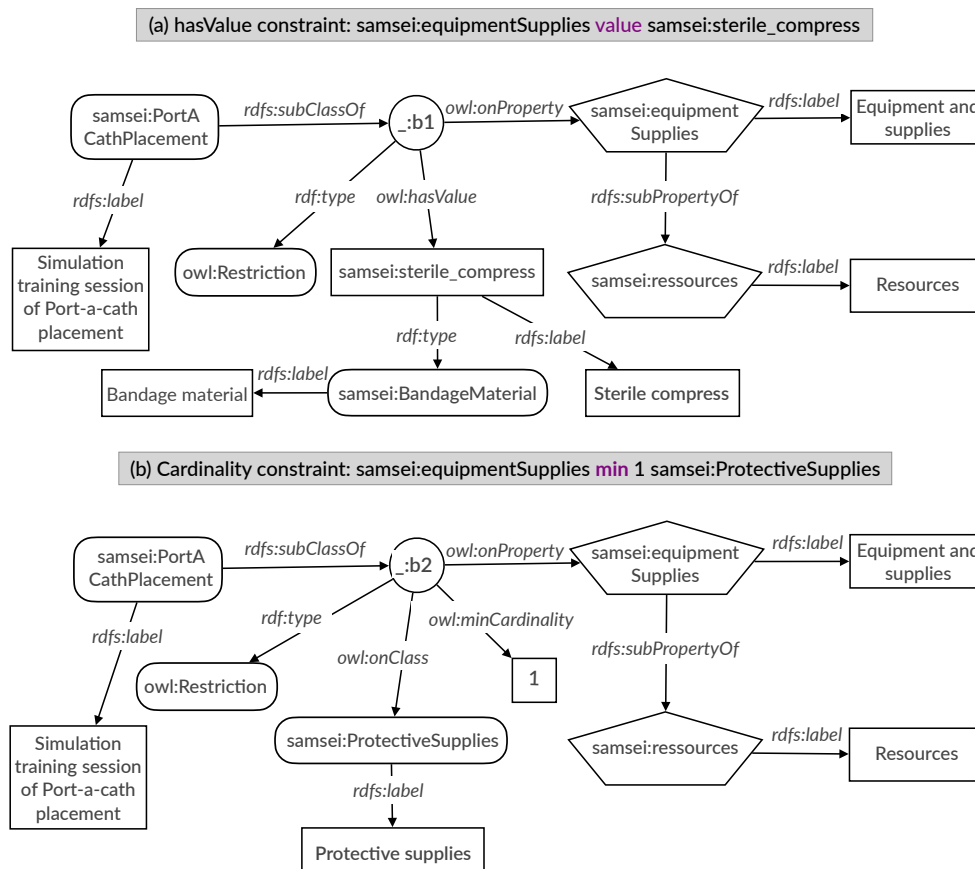 (a) hasValue constraint: samsei:equipmentSupplies value samsei:sterile_compress
samsei:PortA
CathPlacement
rdfs:subClassOf
_:b1
owl:onProperty
samsei:equipment
Supplies
rdfs:label
Equipment and
supplies
rdfs:label
rdf:type
owl:hasValue
rdfs:subPropertyOf
Simulation
training session
of Port-a-cath
placement
owl:Restriction
samsei:sterile_compress
samsei:ressources
rdfs:label
Resources
rdf:type
rdfs:label
Bandage material
rdfs:label
samsei:BandageMaterial
Sterile compress
(b) Cardinality constraint: samsei:equipmentSupplies min 1 samsei:ProtectiveSupplies
samsei:PortA
CathPlacement
rdfs:subClassOf
_:b2
owl:onProperty
samsei:equipment
Supplies
rdfs:label
Equipment and
supplies
rdfs:label
rdf:type
owl:onClass
owl:minCardinality
rdfs:subPropertyOf
owl:Restriction
1
Simulation
training session
of Port-a-cath
placement
samsei:ProtectiveSupplies
samsei:ressources
rdfs:label
Resources
rdfs:label
Protective supplies